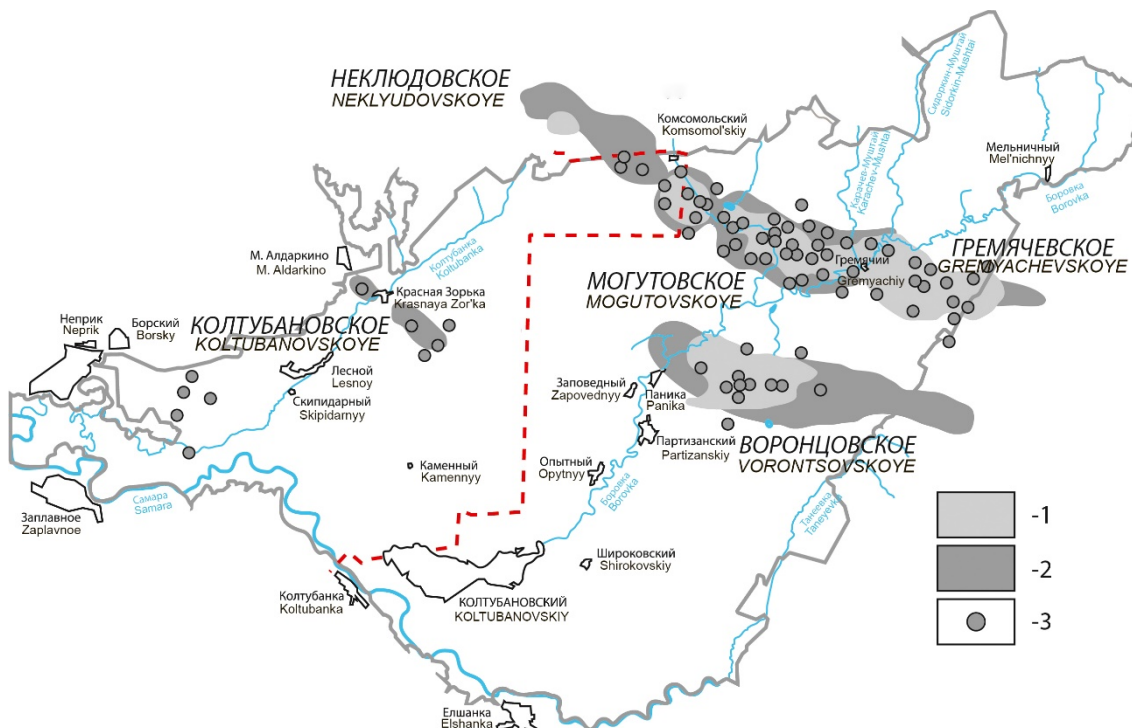 НЕКЛЮДОВСКОЕ
NEKLYUDOVSKOYE
Комсомольский
Komsomol'skiy
Сидоркин-Муштай
Sidorkin-Mushtai
Мельничный
Mel'nichnyy
Карачев-Муштай
Karachev-Mushtai
Боровка
Borovka
Колтубанка
Koltubanka
М. Алдаркино
M. Aldarkino
ГРЕМЯЧЕВСКОЕ
GREMYACHEVSKOYE
Гремячий
Gremyachiy
МОГУТОВСКОЕ
MOGUTOVSKOYE
Красная Зорька
Krasnaya Zor'ka
Неприк
Neprik
Борский
Borsky
КОЛТУБАНОВСКОЕ
KOLTUBANOVSKOYE
Лесной
Lesnoy
Скипидарный
Skipidarnyy
Заповедный
Zapovednyy
Паника
Panika
Партизанский
Partizanskiy
ВОРОНЦОВСКОЕ
VORONTSOVSKOYE
Каменный
Kamennyy
Опытный
Opytnyy
Боровка
Borovka
Самара
Samara
Заплавное
Zaplavnoe
Танеевка
Taneyevka
-1
-2
-3
Широковский
Shirokovskiy
Колтубанка
Koltubanka
КОЛТУБАНОВСКИЙ
KOLTUBANOVSKIY
Елшанка
Elshanka